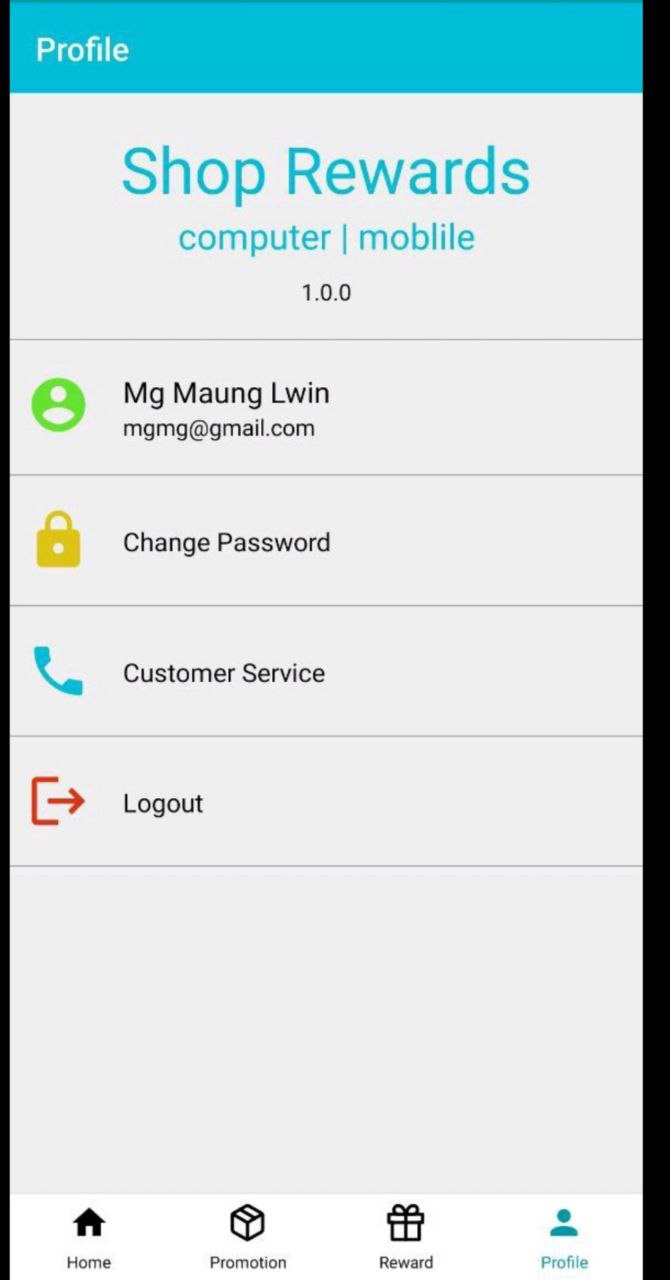 Profile
Shop Rewards
computer | moblile
1.0.0
Mg Maung Lwin
mgmg@gmail.com
Change Password
Customer Service
Logout
Home
Promotion
Reward
Profile